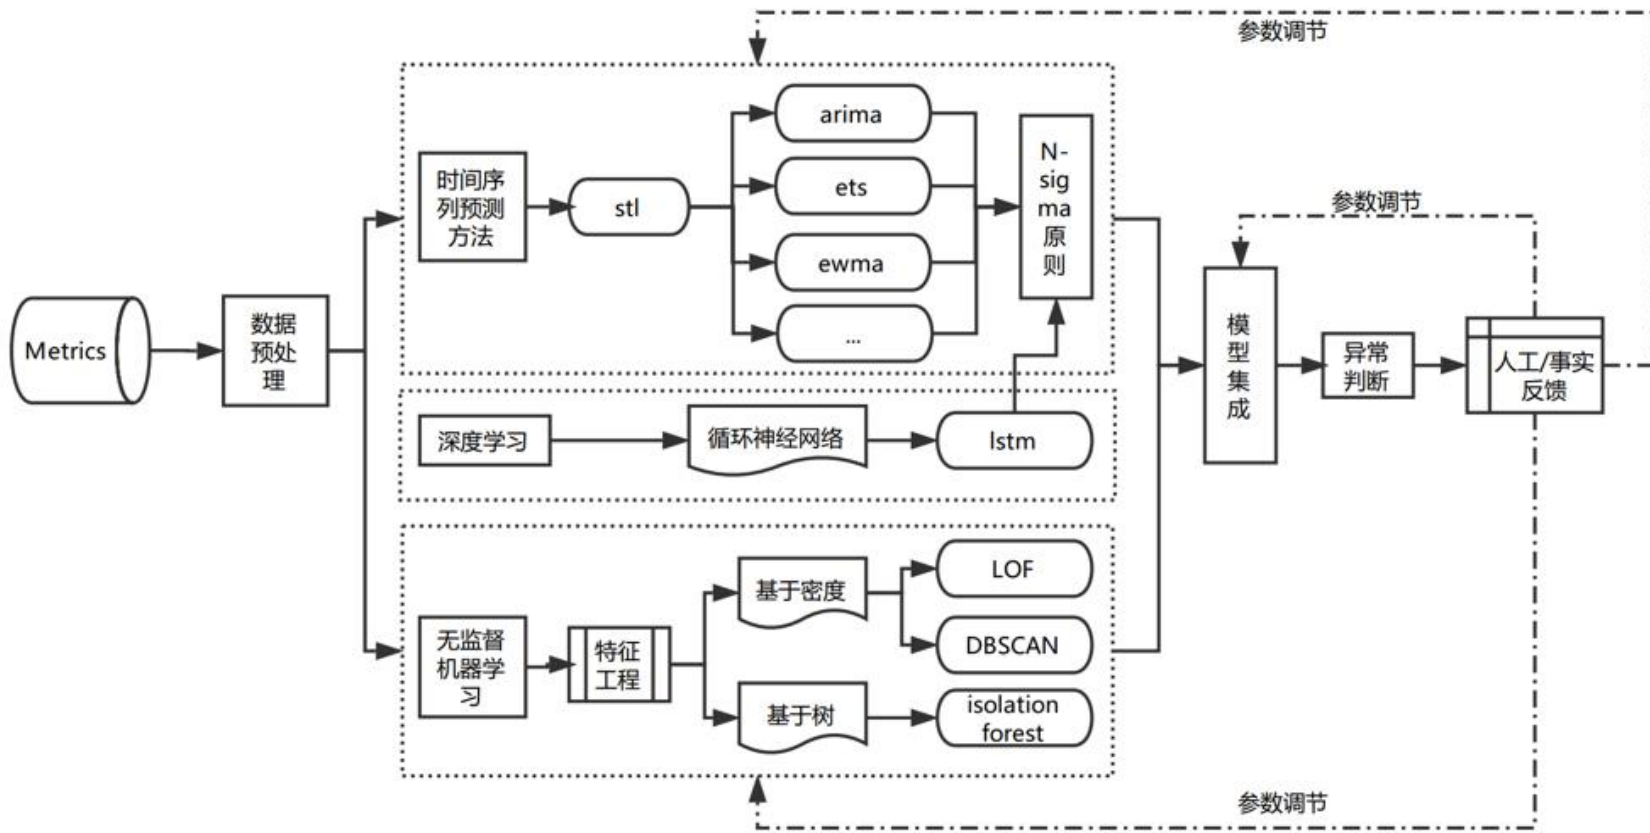 参数调节
arima
ets
ewma
...
时间序
列预测
方法
stl
N-
sig
ma
原
则
参数调节
Metrics
数据
预处
理
模
型
集
成
异常
判断
人工/事实
反馈
深度学习
循环神经网络
lstm
无监督
机器学
习
特征
工程
基于密度
LOF
DBSCAN
基于树
isolation
forest
参数调节